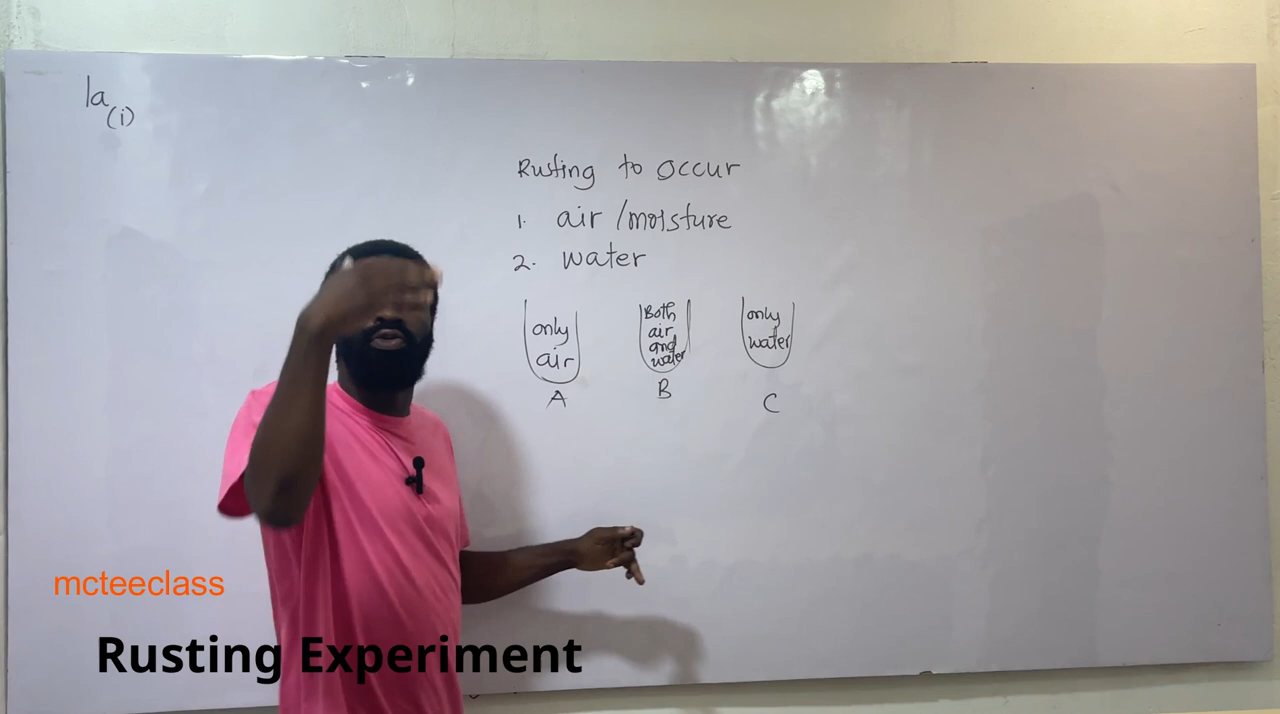 1a
(i)
Rusting to occur
1. air/moisture
2. water
only
air
A
Both
air
and
water
B
only
water
C
mcteeclass
Rusting Experiment